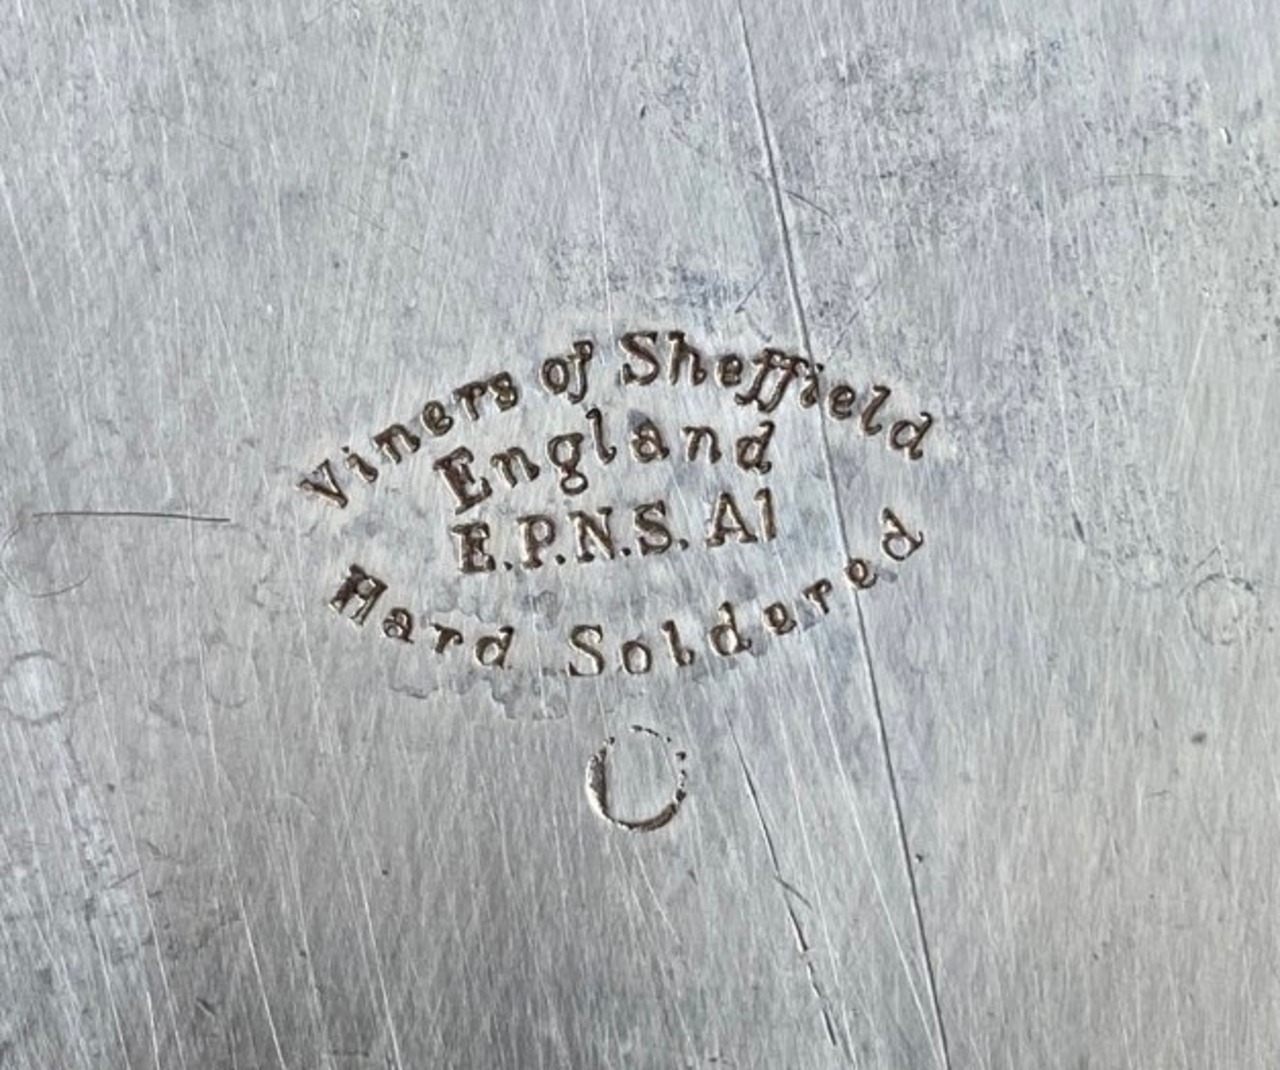 Viners of Sheffield
England
E.P.N.S. A1
Hard Soldered